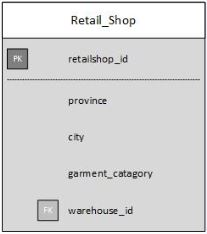 Retail_Shop
PK retailshop_id
province
city
garment_catagory
FK warehouse_id